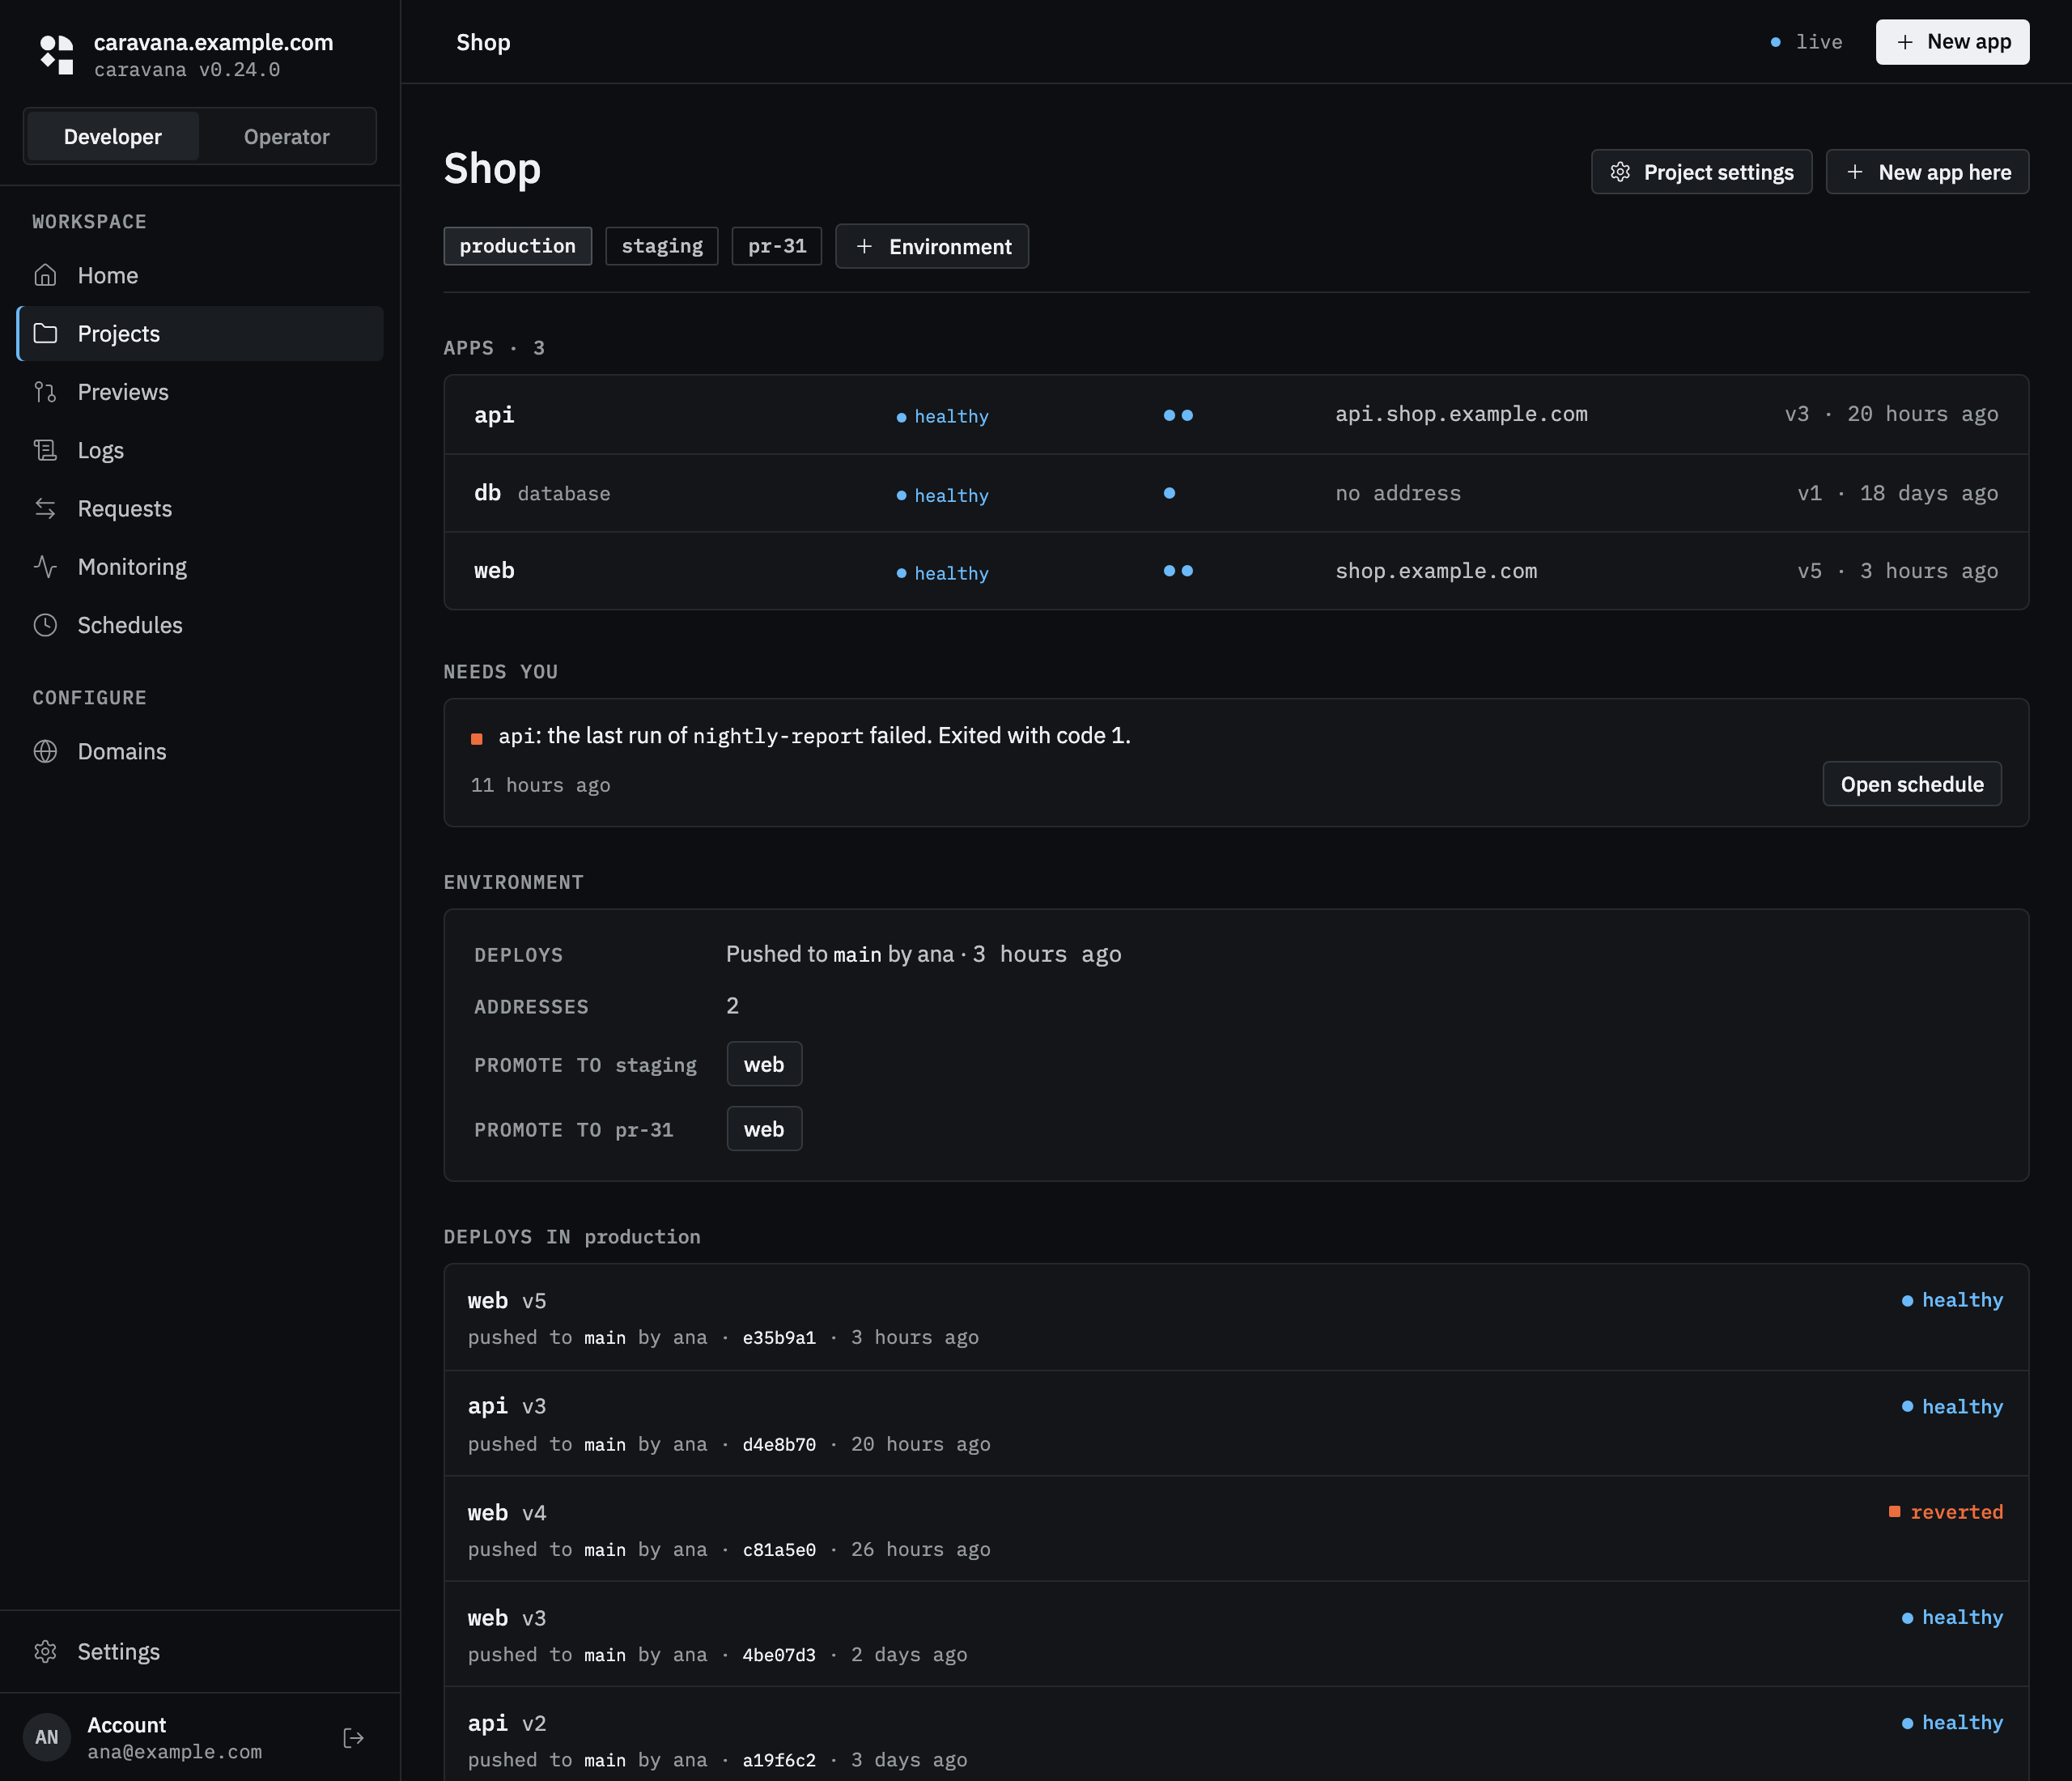 caravana.example.com
caravana v0.24.0
Developer
Operator
WORKSPACE
Home
Projects
Previews
Logs
Requests
Monitoring
Schedules
CONFIGURE
Domains
Settings
AN
Account
ana@example.com
Shop
live
New app
Shop
Project settings
New app here
production
staging
pr-31
Environment
APPS · 3
api healthy api.shop.example.com v3 · 20 hours ago
db database healthy no address v1 · 18 days ago
web healthy shop.example.com v5 · 3 hours ago
NEEDS YOU
api: the last run of nightly-report failed. Exited with code 1.
11 hours ago
Open schedule
ENVIRONMENT
DEPLOYS Pushed to main by ana · 3 hours ago
ADDRESSES 2
PROMOTE TO staging web
PROMOTE TO pr-31 web
DEPLOYS IN production
web v5 healthy
pushed to main by ana · e35b9a1 · 3 hours ago
api v3 healthy
pushed to main by ana · d4e8b70 · 20 hours ago
web v4 reverted
pushed to main by ana · c81a5e0 · 26 hours ago
web v3 healthy
pushed to main by ana · 4be07d3 · 2 days ago
api v2 healthy
pushed to main by ana · a19f6c2 · 3 days ago